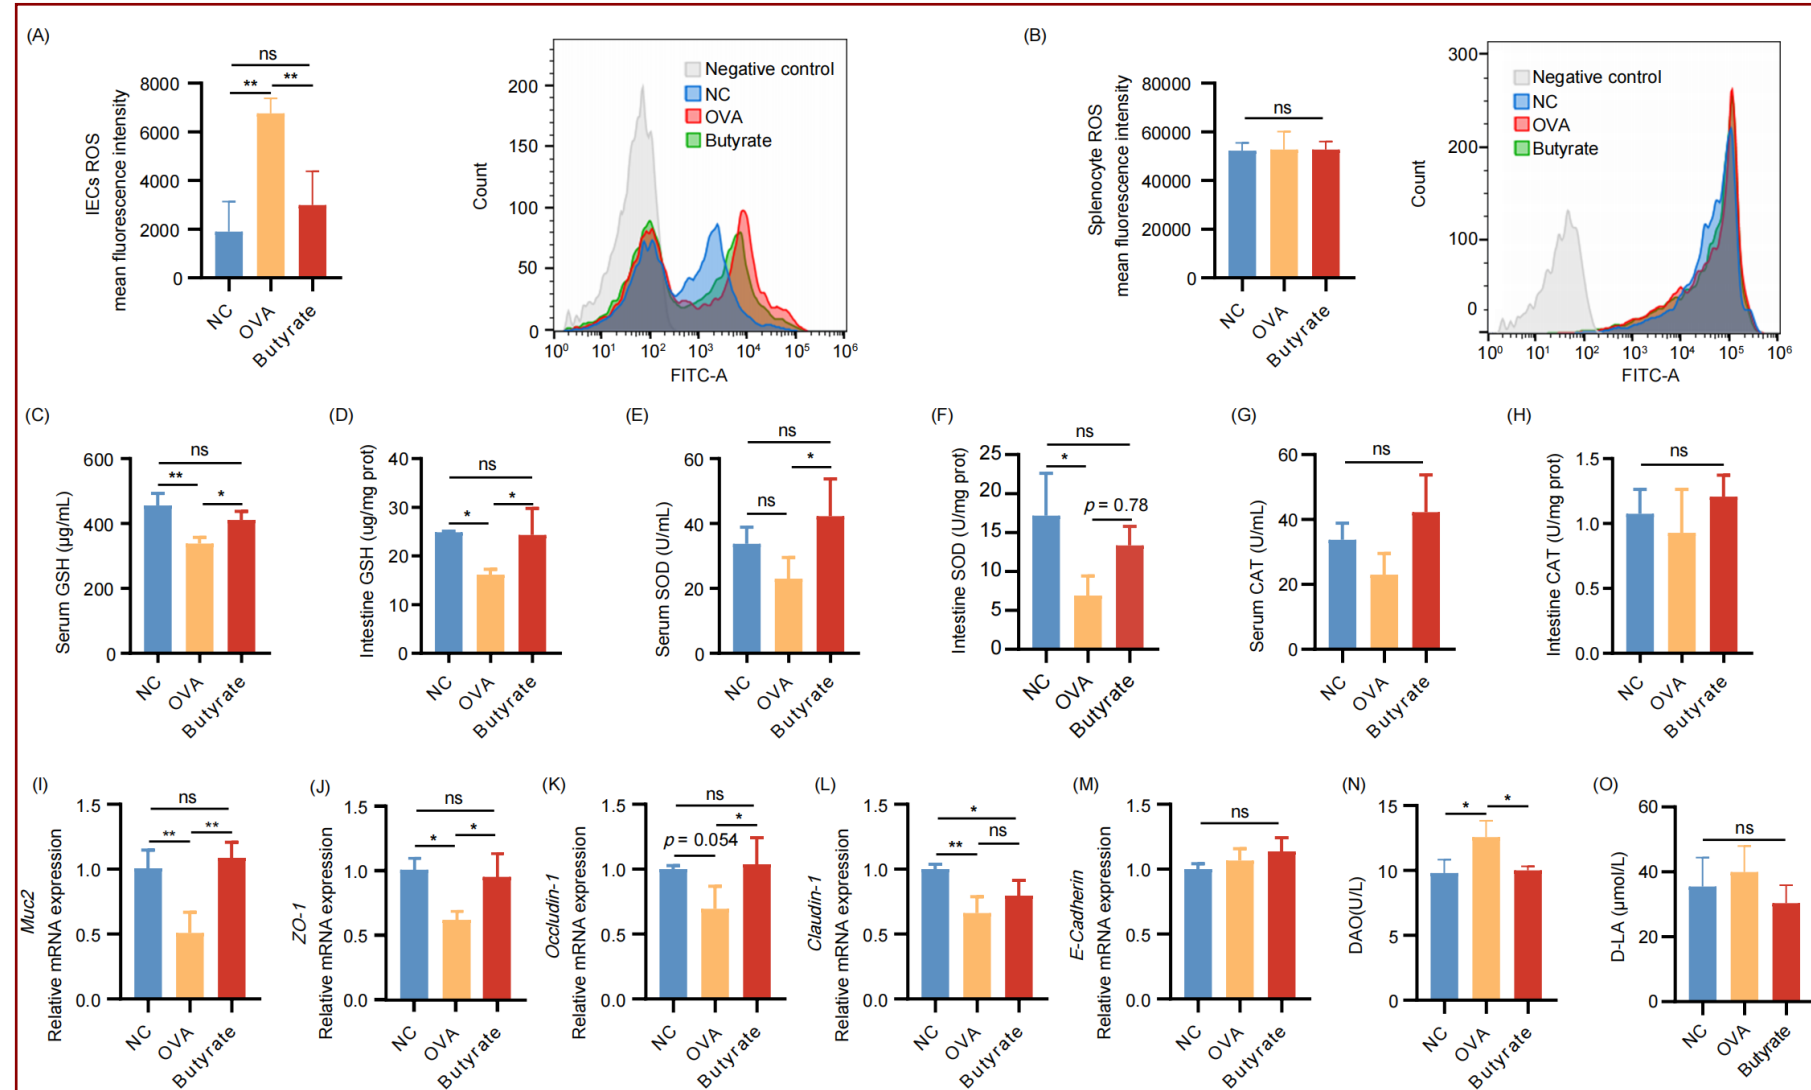 (A)
IECs ROS
mean fluorescence intensity
8000
6000
4000
2000
0
ns
**
**
NC
OVA
Butyrate
Count
200
150
100
50
0
Negative control
NC
OVA
Butyrate
10⁰ 10¹ 10² 10³ 10⁴ 10⁵ 10⁶
FITC-A
(B)
Splenocyte ROS
mean fluorescence intensity
80000
60000
40000
20000
0
ns
NC
OVA
Butyrate
Count
300
200
100
0
Negative control
NC
OVA
Butyrate
10⁰ 10¹ 10² 10³ 10⁴ 10⁵ 10⁶
FITC-A
(C)
Serum GSH (μg/mL)
600
400
200
0
ns
**
*
NC
OVA
Butyrate
(D)
Intestine GSH (ug/mg prot)
40
30
20
10
0
ns
*
*
NC
OVA
Butyrate
(E)
Serum SOD (U/mL)
60
40
20
0
ns
*
ns
NC
OVA
Butyrate
(F)
Intestine SOD (U/mg prot)
25
20
15
10
5
0
ns
*
p = 0.78
NC
OVA
Butyrate
(G)
Serum CAT (U/mL)
60
40
20
0
ns
NC
OVA
Butyrate
(H)
Intestine CAT (U/mg prot)
1.5
1.0
0.5
0.0
ns
NC
OVA
Butyrate
(I)
Muc2
Relative mRNA expression
1.5
1.0
0.5
0.0
ns
**
**
NC
OVA
Butyrate
(J)
ZO-1
Relative mRNA expression
1.5
1.0
0.5
0.0
ns
*
*
NC
OVA
Butyrate
(K)
Occludin-1
Relative mRNA expression
1.5
1.0
0.5
0.0
ns
*
p = 0.054
NC
OVA
Butyrate
(L)
Claudin-1
Relative mRNA expression
1.5
1.0
0.5
0.0
*
ns
**
NC
OVA
Butyrate
(M)
E-Cadherin
Relative mRNA expression
1.5
1.0
0.5
0.0
ns
NC
OVA
Butyrate
(N)
DAO(U/L)
15
10
5
0
*
*
NC
OVA
Butyrate
(O)
D-LA (μmol/L)
60
40
20
0
ns
NC
OVA
Butyrate